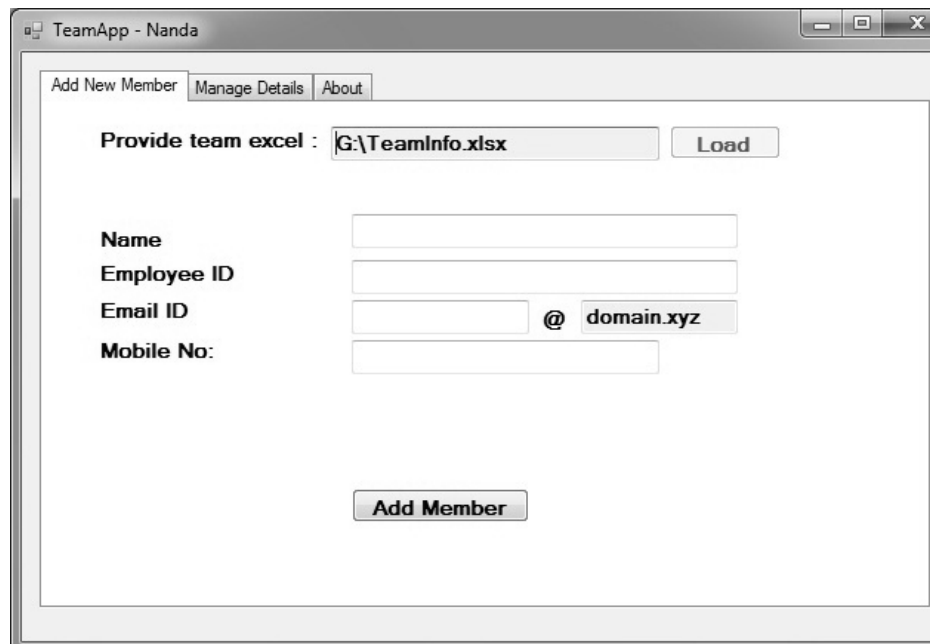 TeamApp - Nanda
Add New Member Manage Details About
Provide team excel : G:\TeamInfo.xlsx Load
Name
Employee ID
Email ID @ domain.xyz
Mobile No:
Add Member